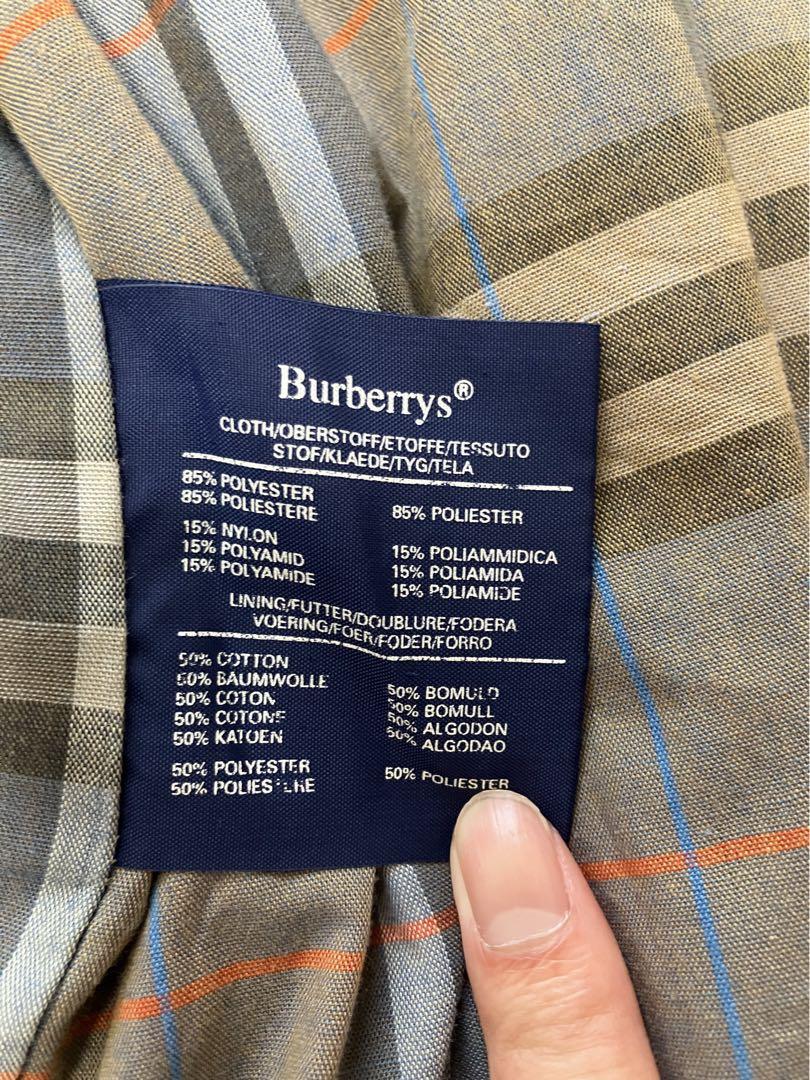 Burberrys®
CLOTH/OBERSTOFF/ETOFFE/TESSUTO
STOF/KLAEDE/TYG/TELA
85% POLYESTER
85% POLIESTERE
85% POLIESTER
15% NYLON
15% POLYAMID
15% POLYAMIDE
15% POLIAMMIDICA
15% POLIAMIDA
15% POLIAMIDE
LINING/FUTTER/DOUBLURE/FODERA
VOERING/FOER/FODER/FORRO
50% COTTON
50% BAUMWOLLE
50% COTON
50% COTONE
50% KATOEN
50% BOMULD
50% BOMULL
50% ALGODON
50% ALGODAO
50% POLYESTER
50% POLIESTERE
50% POLIESTER